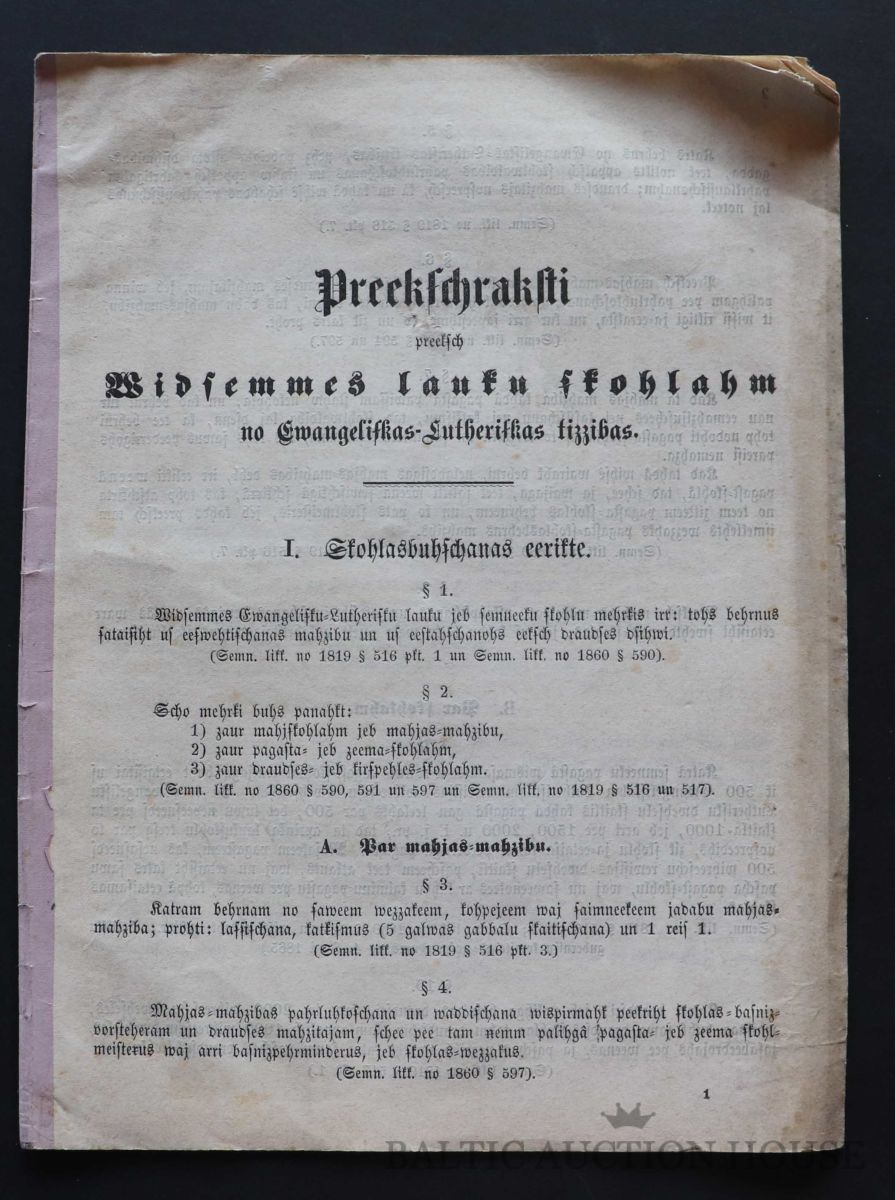 Preekſchrakſti
preekſch
Widſemmes lauku ſkohlahm
no Ewangeliſkas-Lutheriſkas tizzibas.
I. Skohlasbuhſchanas eerikte.
§ 1.
Widſemmes Ewangeliſku-Lutheriſku lauku jeb ſemneeku ſkohlu mehrkis irr: tohs behrnus
ſataiſiht uſ eeſwehtiſchanas mahzibu un uſ eeſtahſchanohs eekſch draudſes dſihwi.
(Semn. likk. no 1819 § 516 pkt. 1 un Semn. likk. no 1860 § 590).
§ 2.
Scho mehrki buhs panahkt:
1) zaur mahjſkohlahm jeb mahjas-mahzibu,
2) zaur pagaſta- jeb zeema-ſkohlahm,
3) zaur draudſes- jeb kirſpehles-ſkohlahm.
(Semn. likk. no 1860 § 590, 591 un 597 un Semn. likk. no 1819 § 516 un 517).
A. Par mahjas-mahzibu.
§ 3.
Katram behrnam no ſaweem wezzakeem, kohpejeem waj ſaimneekeem jadabu mahjas-
mahziba; prohti: laſſiſchana, katkiſmus (5 galwas gabbalu ſkaitiſchana) un 1 reiſ 1.
(Semn. likk. no 1819 § 516 pkt. 3.)
§ 4.
Mahjas-mahzibas pahrluhkoſchana un waddiſchana wiſpirmahk peekriht ſkohlas-baſniz-
vorſteheram un draudſes mahzitajam, ſchee pee tam nemm palihgâ pagaſta- jeb zeema ſkohl-
meiſterus waj arri baſnizpehrminderus, jeb ſkohlas-wezzakus.
(Semn. likk. no 1860 § 597).
1
BALTIC AUCTION HOUSE